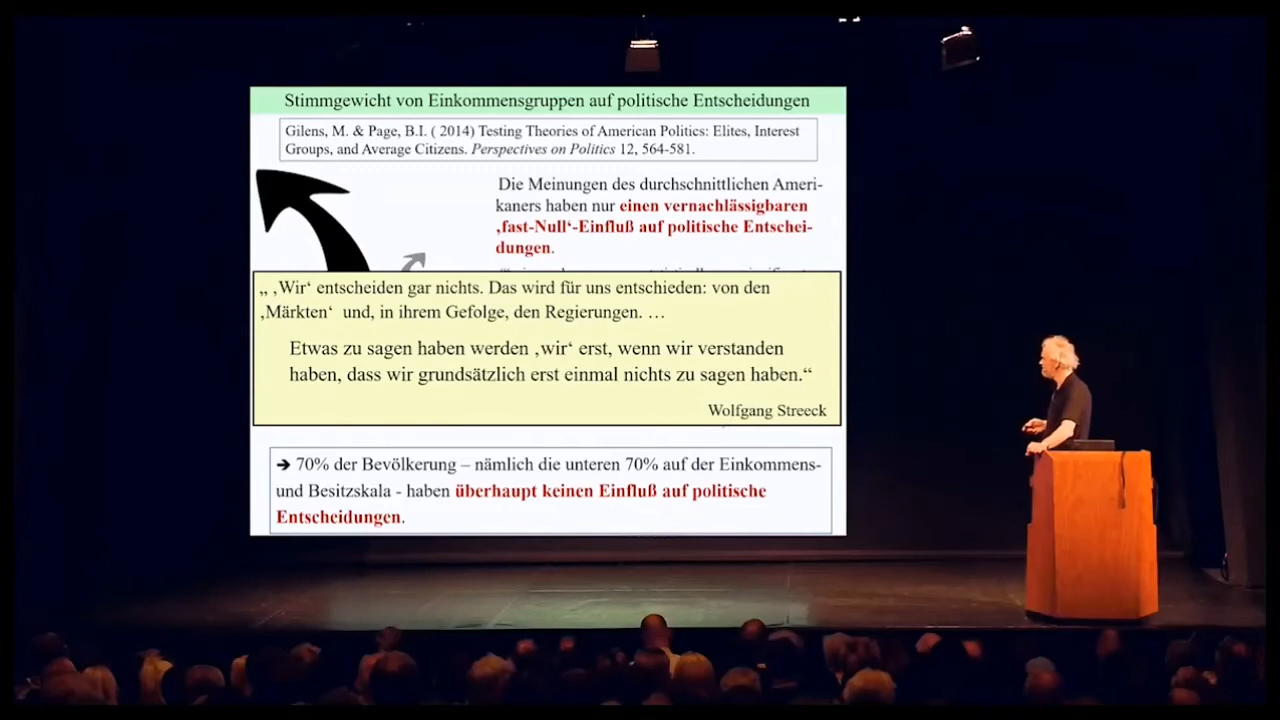 Stimmgewicht von Einkommensgruppen auf politische Entscheidungen
Gilens, M. & Page, B.I. ( 2014) Testing Theories of American Politics: Elites, Interest
Groups, and Average Citizens. Perspectives on Politics 12, 564-581.
Die Meinungen des durchschnittlichen Ameri-
kaners haben nur einen vernachlässigbaren
‚fast-Null‘-Einfluß auf politische Entschei-
dungen.
„ ‚Wir‘ entscheiden gar nichts. Das wird für uns entschieden: von den
‚Märkten‘ und, in ihrem Gefolge, den Regierungen. …
Etwas zu sagen haben werden ‚wir‘ erst, wenn wir verstanden
haben, dass wir grundsätzlich erst einmal nichts zu sagen haben.“
Wolfgang Streeck
➔ 70% der Bevölkerung – nämlich die unteren 70% auf der Einkommens-
und Besitzskala - haben überhaupt keinen Einfluß auf politische
Entscheidungen.